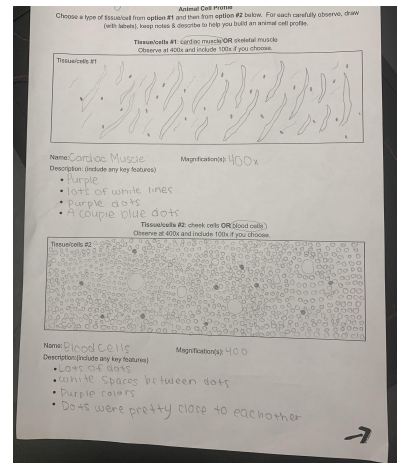 Animal Cell Profile
Choose a type of tissue/cell from option #1 and then from option #2 below. For each carefully observe, draw
(with labels), keep notes & describe to help you build an animal cell profile.
Tissue/cells #1: cardiac muscle OR skeletal muscle
Observe at 400x and include 100x if you choose.
Tissue/cells #1
Name: Cardiac Muscle Magnification(s): 400x
Description: (include any key features)
• Purple
• lots of white lines
• purple dots
• A couple blue dots
Tissue/cells #2: cheek cells OR blood cells
Observe at 400x and include 100x if you choose.
Tissue/cells #2
Name: Blood Cells Magnification(s): 400
Description: (include any key features)
• Lots of dots
• white spaces between dots
• Purple colors
• Dots were pretty close to eachother